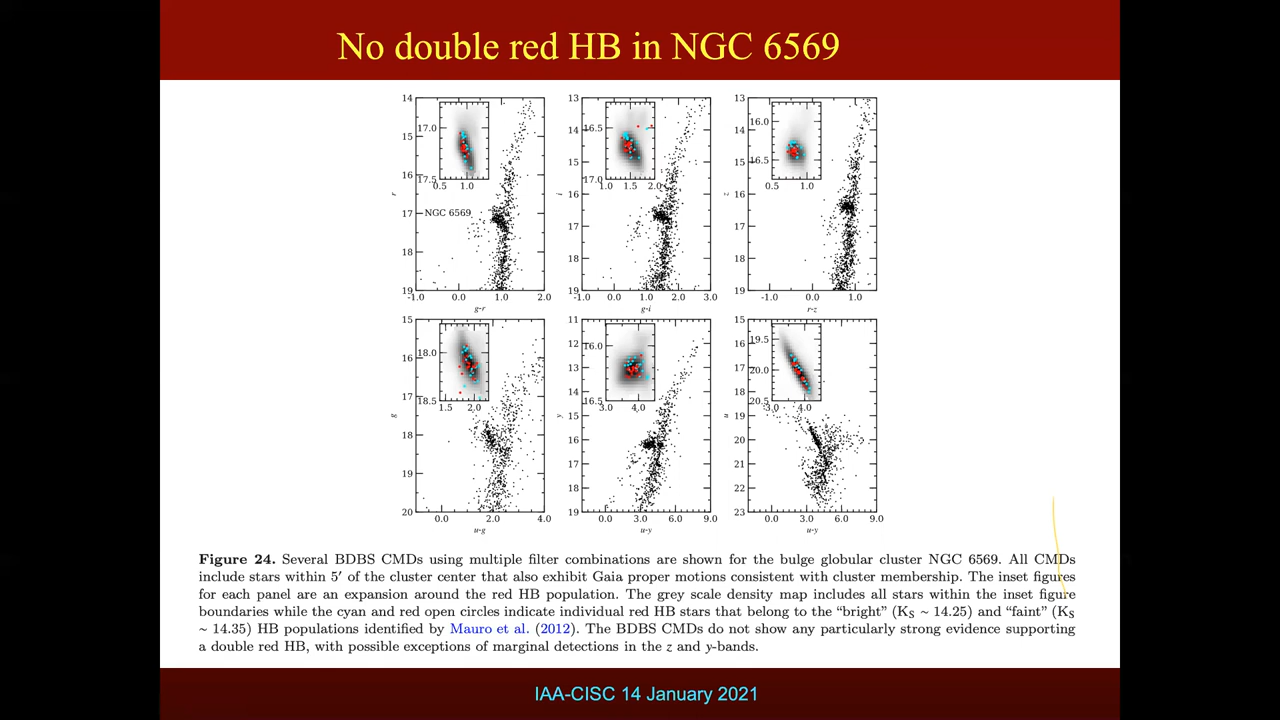 No double red HB in NGC 6569
14
15
16
17
18
19
-1.0 0.0 1.0 2.0
g-r
r
17.0
17.5
0.5 1.0
NGC 6569
13
14
15
16
17
18
19
-1.0 0.0 1.0 2.0 3.0
g-i
i
16.5
17.0
1.0 1.5 2.0
13
14
15
16
17
18
19
-1.0 0.0 1.0
r-z
z
16.0
16.5
0.5 1.0
15
16
17
18
19
20
0.0 2.0 4.0
u-g
g
18.0
18.5
1.5 2.0
11
12
13
14
15
16
17
18
19
0.0 3.0 6.0 9.0
u-y
y
16.0
16.5
3.0 4.0
15
16
17
18
19
20
21
22
23
0.0 3.0 6.0 9.0
u-y
u
19.5
20.0
20.5
3.0 4.0
Figure 24. Several BDBS CMDs using multiple filter combinations are shown for the bulge globular cluster NGC 6569. All CMDs
include stars within 5′ of the cluster center that also exhibit Gaia proper motions consistent with cluster membership. The inset figures
for each panel are an expansion around the red HB population. The grey scale density map includes all stars within the inset figure
boundaries while the cyan and red open circles indicate individual red HB stars that belong to the “bright” (KS ~ 14.25) and “faint” (KS
~ 14.35) HB populations identified by Mauro et al. (2012). The BDBS CMDs do not show any particularly strong evidence supporting
a double red HB, with possible exceptions of marginal detections in the z and y-bands.
IAA-CISC 14 January 2021